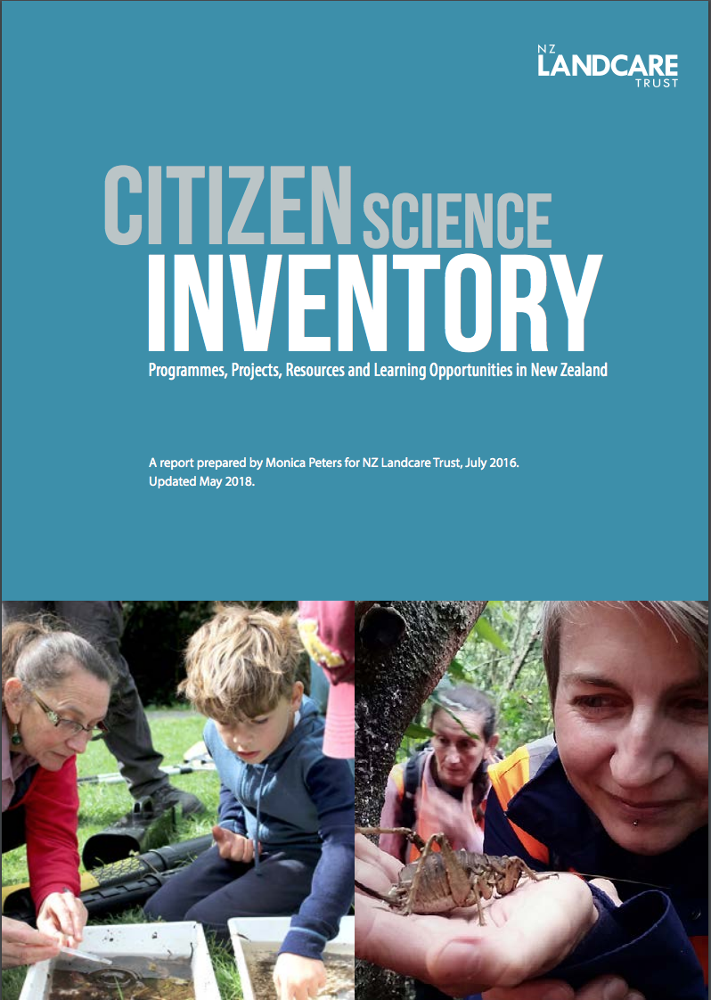 NZ
LANDCARE
TRUST
CITIZEN SCIENCE
INVENTORY
Programmes, Projects, Resources and Learning Opportunities in New Zealand
A report prepared by Monica Peters for NZ Landcare Trust, July 2016.
Updated May 2018.